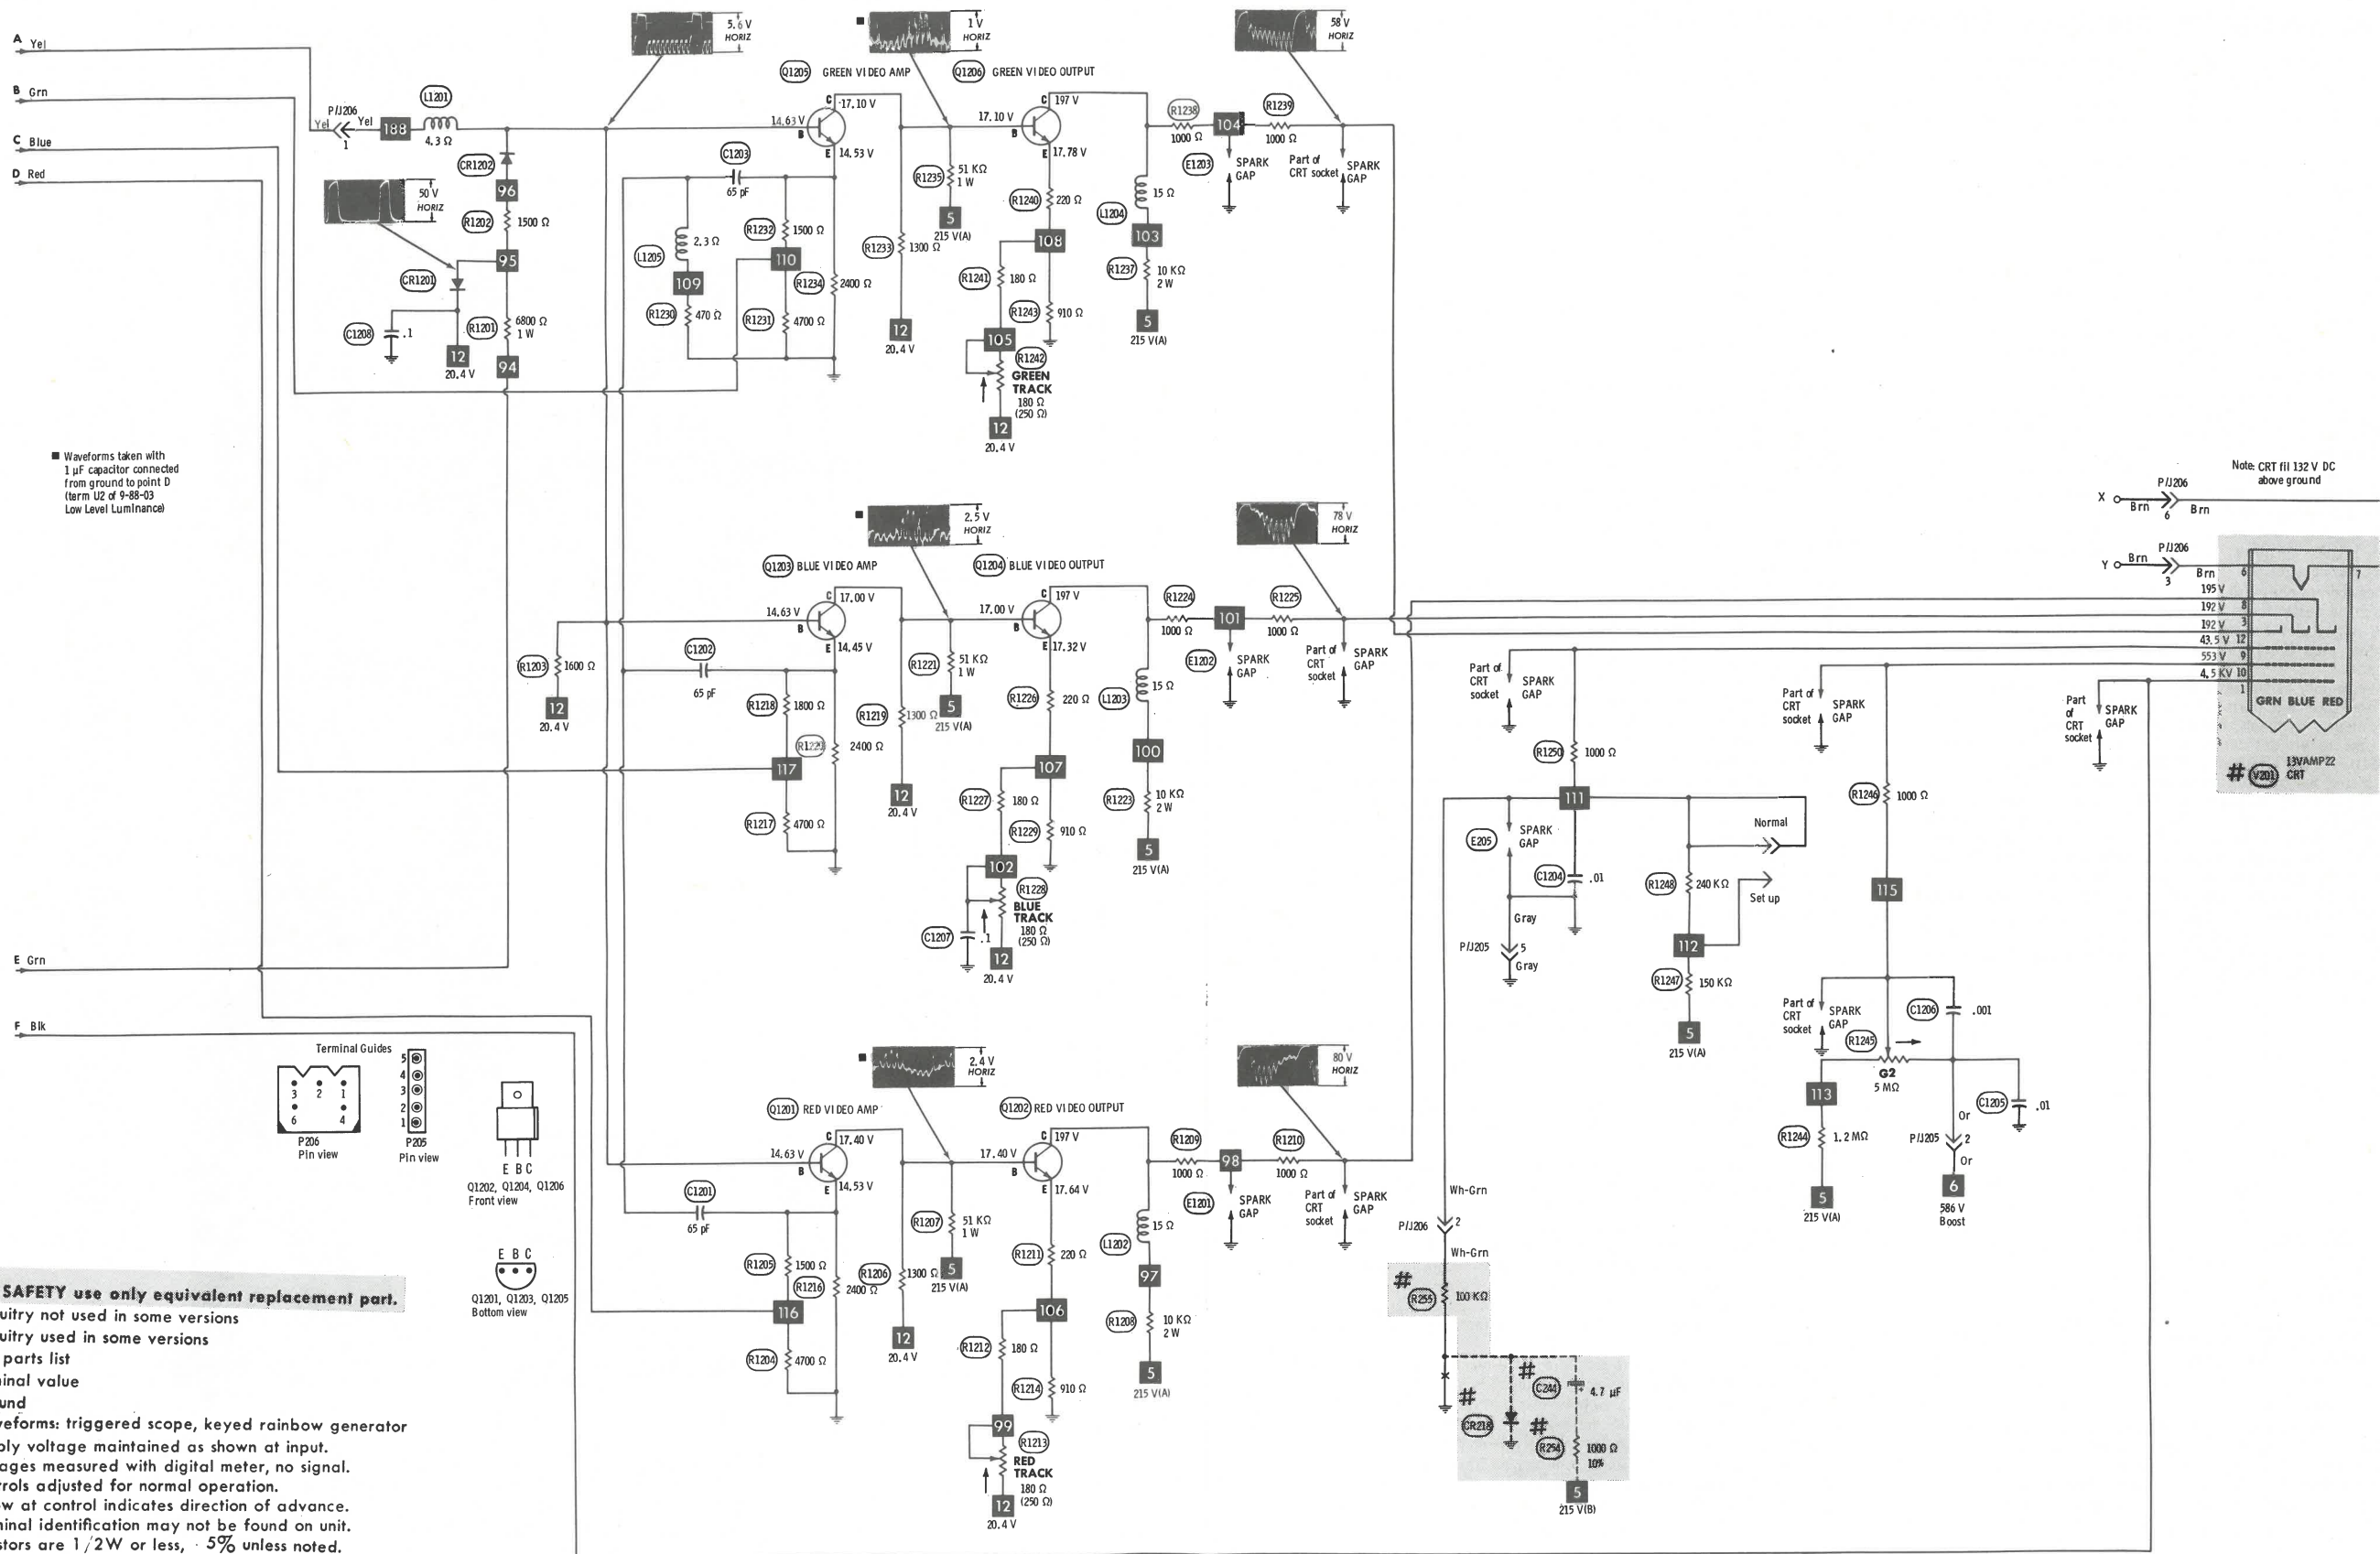 A Yel
B Grn
C Blue
D Red
P/J206
Yel
1
Yel
188
L1201
4.3 Ω
5.6 V
HORIZ
CR1202
96
R1202
1500 Ω
50 V
HORIZ
95
CR1201
C1208
.1
R1201
6800 Ω
1 W
12
20.4 V
94
Q1205
GREEN VIDEO AMP
C
17.10 V
14.63 V
B
E
14.53 V
C1203
65 pF
L1205
2.3 Ω
109
R1230
470 Ω
R1232
1500 Ω
110
R1231
4700 Ω
R1234
2400 Ω
R1233
1300 Ω
12
20.4 V
■
1 V
HORIZ
R1235
51 KΩ
1 W
5
215 V(A)
Q1206
GREEN VIDEO OUTPUT
C
197 V
17.10 V
B
E
17.78 V
R1240
220 Ω
108
R1241
180 Ω
R1243
910 Ω
105
R1242
GREEN
TRACK
180 Ω
(250 Ω)
12
20.4 V
L1204
15 Ω
103
R1237
10 KΩ
2 W
5
215 V(A)
58 V
HORIZ
R1238
1000 Ω
104
R1239
1000 Ω
E1203
SPARK
GAP
Part of
CRT socket
SPARK
GAP
■ Waveforms taken with
1 µF capacitor connected
from ground to point D
(term U2 of 9-88-03
Low Level Luminance)
Note: CRT fil 132 V DC
above ground
X
Brn
P/J206
6
Brn
Y
Brn
P/J206
3
Brn
6
7
195 V
8
192 V
3
192 V
12
43.5 V
9
553 V
10
4.5 KV
1
GRN BLUE RED
# V201
13VAMP22
CRT
■
2.5 V
HORIZ
78 V
HORIZ
Q1203 BLUE VIDEO AMP
C
17.00 V
14.63 V
B
E
14.45 V
R1203
1600 Ω
12
20.4 V
C1202
65 pF
R1218
1800 Ω
2400 Ω
117
R1217
4700 Ω
R1219
1300 Ω
12
20.4 V
R1221
51 KΩ
1 W
5
215 V(A)
Q1204 BLUE VIDEO OUTPUT
C
197 V
17.00 V
B
E
17.32 V
R1226
220 Ω
107
R1227
180 Ω
R1229
910 Ω
102
R1228
BLUE
TRACK
180 Ω
(250 Ω)
C1207
.1
12
20.4 V
L1203
15 Ω
100
R1223
10 KΩ
2 W
5
215 V(A)
R1224
1000 Ω
101
R1225
1000 Ω
E1202
SPARK
GAP
Part of
CRT
socket
SPARK
GAP
Part of
CRT
socket
SPARK
GAP
R1250
1000 Ω
111
E205
SPARK
GAP
C1204
.01
Gray
P/J205
5
Gray
Normal
R1248
240 KΩ
Set up
112
R1247
150 KΩ
5
215 V(A)
Part of
CRT
socket
SPARK
GAP
R1246
1000 Ω
115
Part of
CRT
socket
SPARK
GAP
Part of
CRT
socket
SPARK
GAP
R1245
G2
5 MΩ
C1206
.001
113
R1244
1.2 MΩ
5
215 V(A)
C1205
.01
Or
P/J205
2
Or
6
586 V
Boost
E Grn
F Blk
Terminal Guides
3 2 1
6 4
P206
Pin view
5
4
3
2
1
P205
Pin view
E B C
Q1202, Q1204, Q1206
Front view
E B C
Q1201, Q1203, Q1205
Bottom view
■
2.4 V
HORIZ
80 V
HORIZ
Q1201 RED VIDEO AMP
C
17.40 V
14.63 V
B
E
14.53 V
C1201
65 pF
R1205
1500 Ω
R1216
2400 Ω
116
R1204
4700 Ω
R1206
1300 Ω
12
20.4 V
R1207
51 KΩ
1 W
5
215 V(A)
Q1202 RED VIDEO OUTPUT
C
197 V
17.40 V
B
E
17.64 V
R1211
220 Ω
106
R1212
180 Ω
R1214
910 Ω
99
R1213
RED
TRACK
180 Ω
(250 Ω)
12
20.4 V
L1202
15 Ω
97
R1208
10 KΩ
2 W
5
215 V(A)
R1209
1000 Ω
98
R1210
1000 Ω
E1201
SPARK
GAP
Part of
CRT
socket
SPARK
GAP
Wh-Grn
P/J206
2
Wh-Grn
#
R255
100 KΩ
#
C244
4.7 µF
#
CR218
#
R254
1000 Ω
10%
5
215 V(B)
SAFETY use only equivalent replacement part.
uitry not used in some versions
uitry used in some versions
parts list
inal value
und
veforms: triggered scope, keyed rainbow generator
ply voltage maintained as shown at input.
ages measured with digital meter, no signal.
trols adjusted for normal operation.
w at control indicates direction of advance.
minal identification may not be found on unit.
stors are 1/2W or less, 5% unless noted.